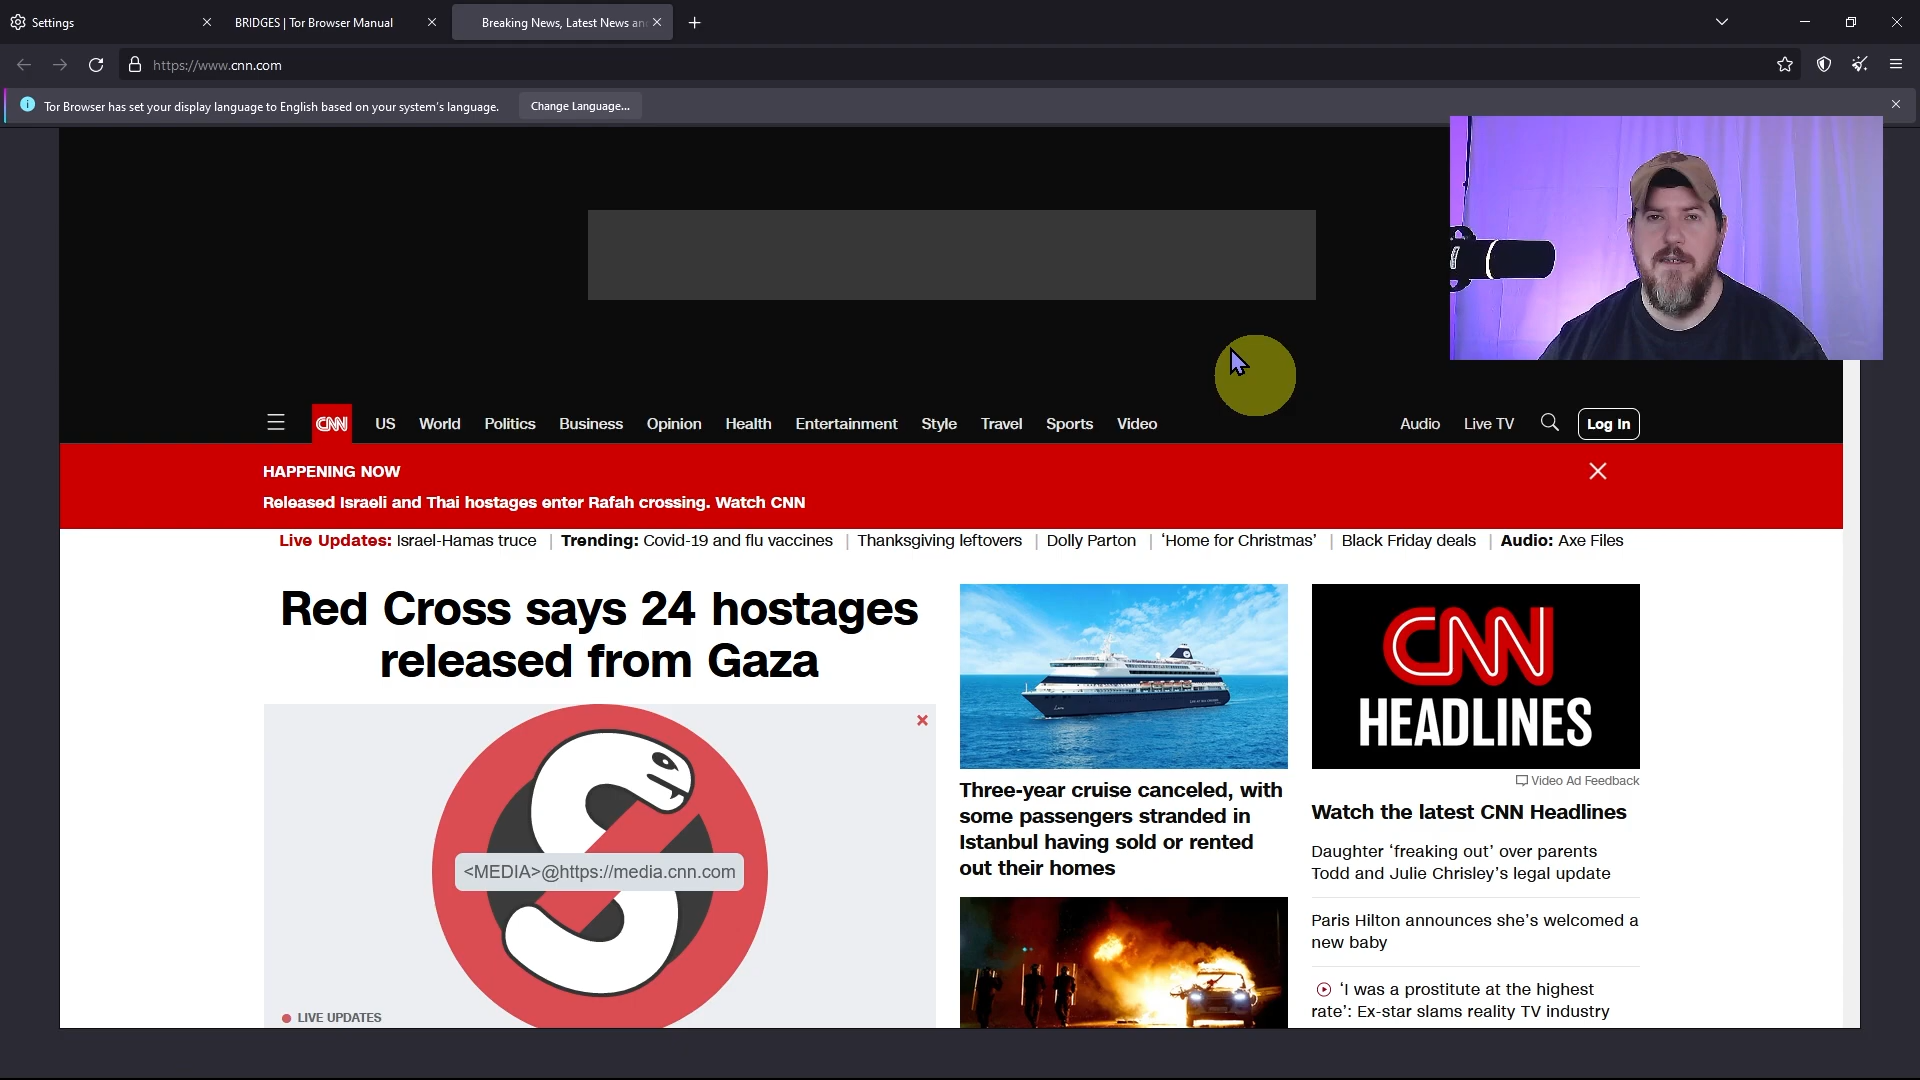 Settings
BRIDGES | Tor Browser Manual
Breaking News, Latest News an
https://www.cnn.com
Tor Browser has set your display language to English based on your system's language.
Change Language...
CNN
US World Politics Business Opinion Health Entertainment Style Travel Sports Video
Audio Live TV
Log In
HAPPENING NOW
Released Israeli and Thai hostages enter Rafah crossing. Watch CNN
Live Updates: Israel-Hamas truce | Trending: Covid-19 and flu vaccines | Thanksgiving leftovers | Dolly Parton | ‘Home for Christmas’ | Black Friday deals | Audio: Axe Files
Red Cross says 24 hostages
released from Gaza
<MEDIA>@https://media.cnn.com
LIVE UPDATES
Three-year cruise canceled, with
some passengers stranded in
Istanbul having sold or rented
out their homes
CNN
HEADLINES
Video Ad Feedback
Watch the latest CNN Headlines
Daughter ‘freaking out’ over parents
Todd and Julie Chrisley’s legal update
Paris Hilton announces she’s welcomed a
new baby
‘I was a prostitute at the highest
rate’: Ex-star slams reality TV industry